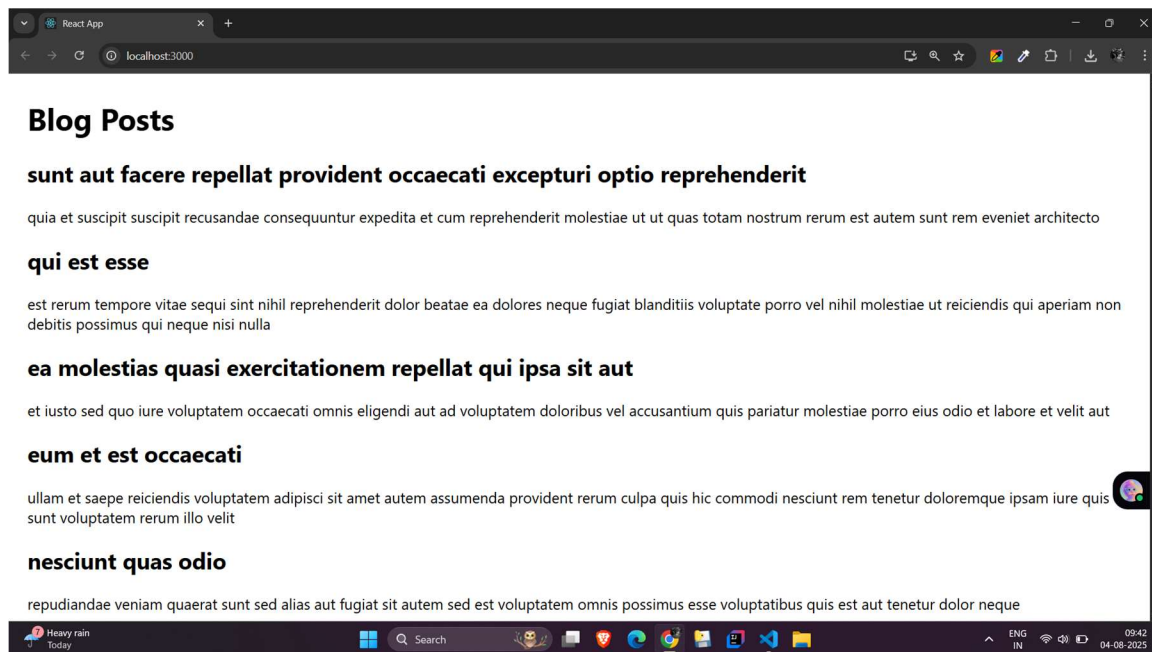 React App
localhost:3000
Blog Posts
sunt aut facere repellat provident occaecati excepturi optio reprehenderit
quia et suscipit suscipit recusandae consequuntur expedita et cum reprehenderit molestiae ut ut quas totam nostrum rerum est autem sunt rem eveniet architecto
qui est esse
est rerum tempore vitae sequi sint nihil reprehenderit dolor beatae ea dolores neque fugiat blanditiis voluptate porro vel nihil molestiae ut reiciendis qui aperiam non
debitis possimus qui neque nisi nulla
ea molestias quasi exercitationem repellat qui ipsa sit aut
et iusto sed quo iure voluptatem occaecati omnis eligendi aut ad voluptatem doloribus vel accusantium quis pariatur molestiae porro eius odio et labore et velit aut
eum et est occaecati
ullam et saepe reiciendis voluptatem adipisci sit amet autem assumenda provident rerum culpa quis hic commodi nesciunt rem tenetur doloremque ipsam iure quis
sunt voluptatem rerum illo velit
nesciunt quas odio
repudiandae veniam quaerat sunt sed alias aut fugiat sit autem sed est voluptatem omnis possimus esse voluptatibus quis est aut tenetur dolor neque
7
Heavy rain
Today
Search
ENG
IN
09:42
04-08-2025